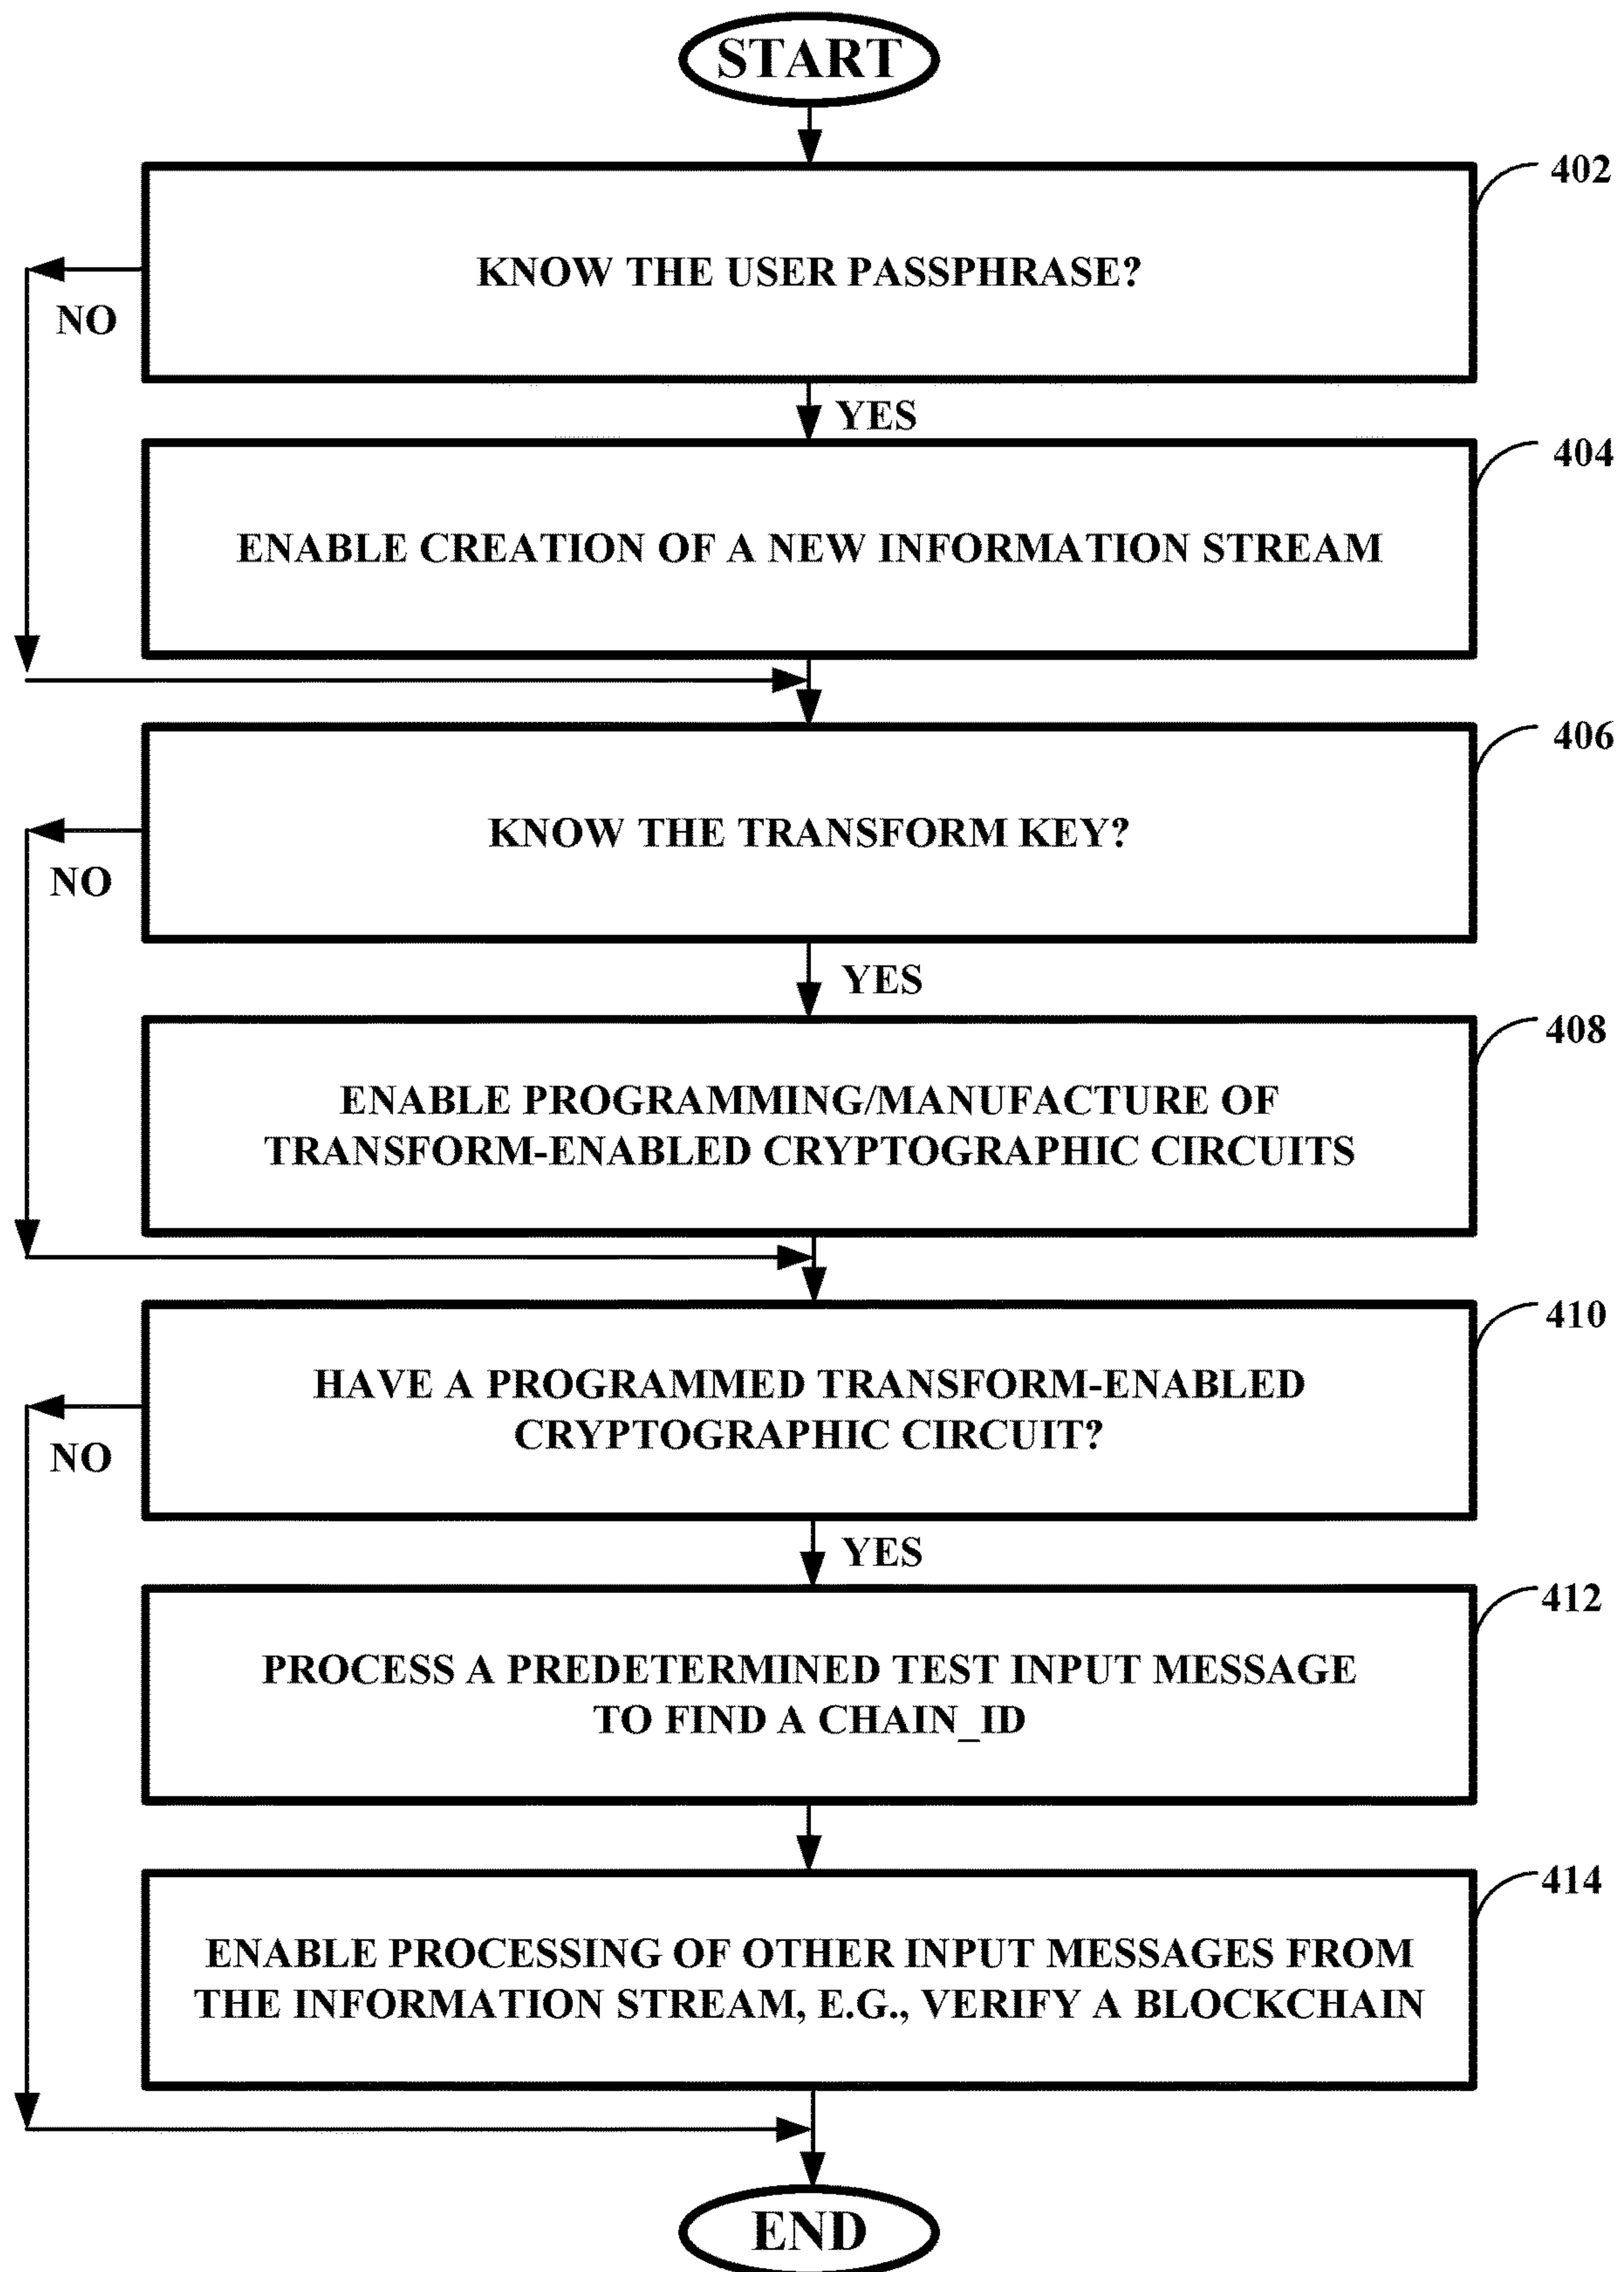 START
402
KNOW THE USER PASSPHRASE?
NO
YES
404
ENABLE CREATION OF A NEW INFORMATION STREAM
406
KNOW THE TRANSFORM KEY?
NO
YES
408
ENABLE PROGRAMMING/MANUFACTURE OF
TRANSFORM-ENABLED CRYPTOGRAPHIC CIRCUITS
410
HAVE A PROGRAMMED TRANSFORM-ENABLED
CRYPTOGRAPHIC CIRCUIT?
NO
YES
412
PROCESS A PREDETERMINED TEST INPUT MESSAGE
TO FIND A CHAIN_ID
414
ENABLE PROCESSING OF OTHER INPUT MESSAGES FROM
THE INFORMATION STREAM, E.G., VERIFY A BLOCKCHAIN
END